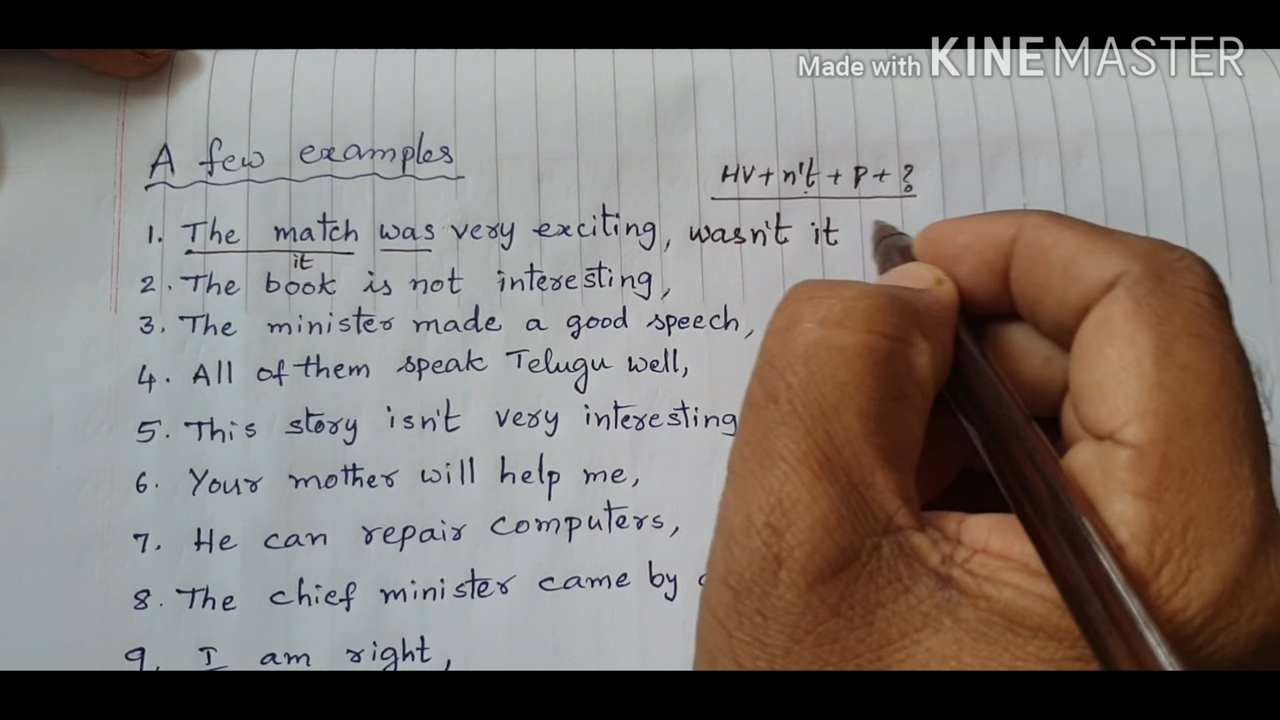 Made with KINEMASTER
A few examples
HV + n't + P + ?
1. The match was very exciting, wasn't it
it
2. The book is not interesting,
3. The minister made a good speech,
4. All of them speak Telugu well,
5. This story isn't very interesting
6. Your mother will help me,
7. He can repair computers,
8. The chief minister came by
9. I am right,